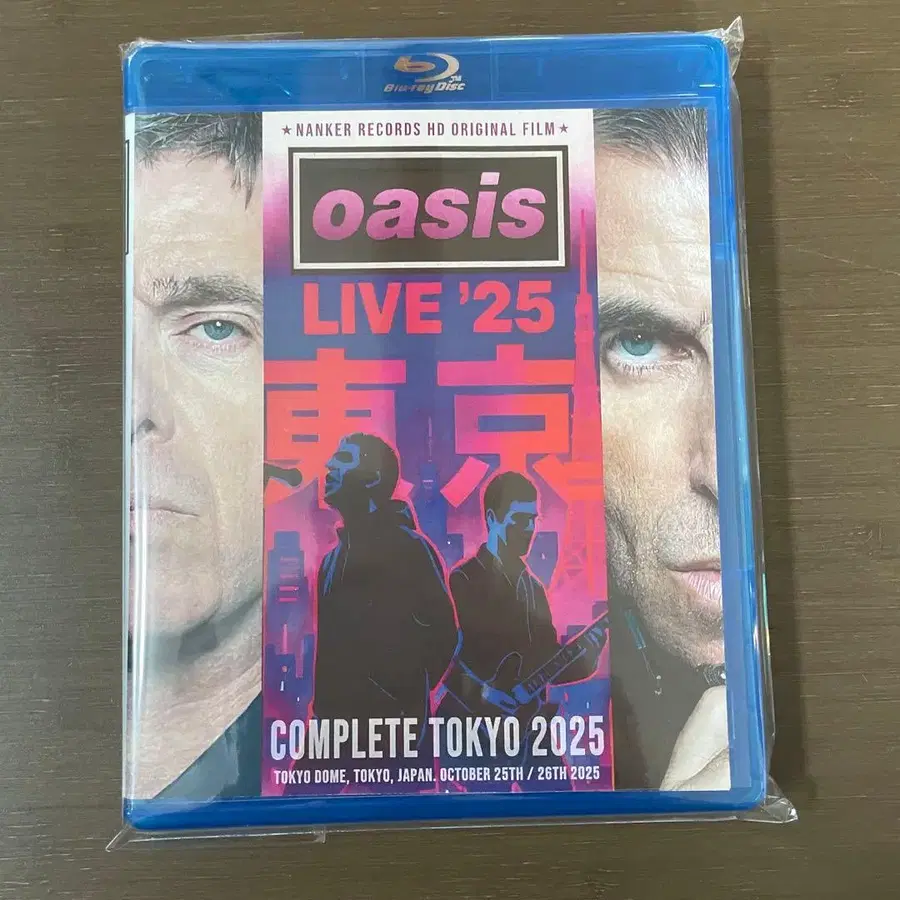 Blu-ray Disc™
★ NANKER RECORDS HD ORIGINAL FILM ★
oasis
LIVE '25
東京
COMPLETE TOKYO 2025
TOKYO DOME, TOKYO, JAPAN. OCTOBER 25TH / 26TH 2025